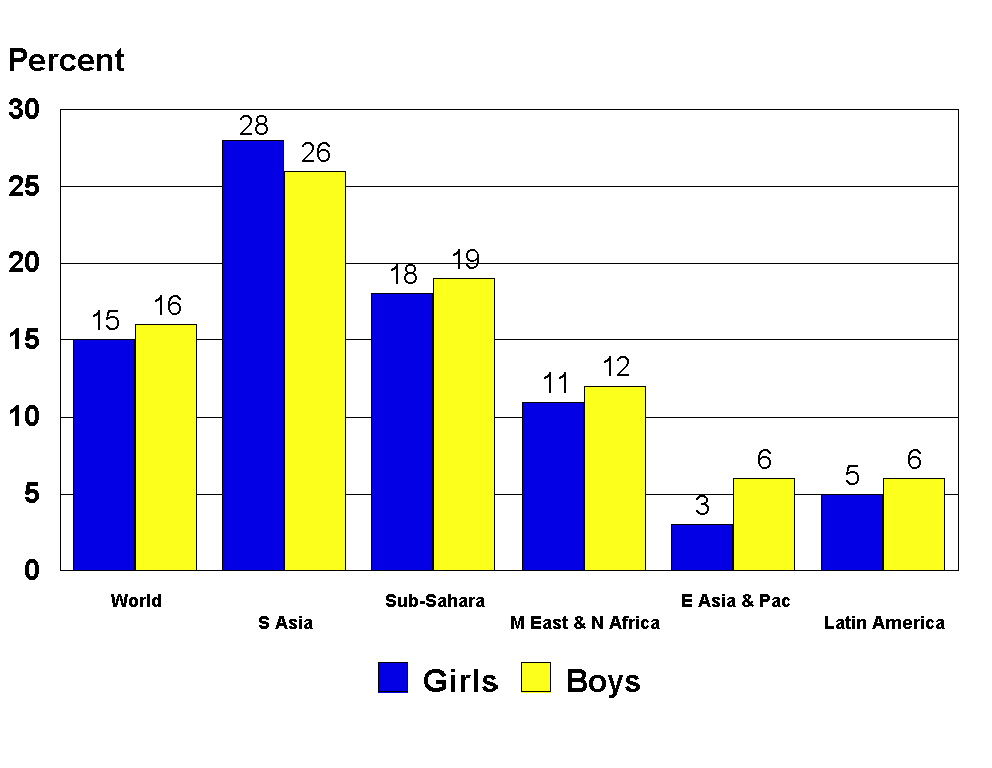 Percent
30
25
20
15
10
5
0
15
16
28
26
18
19
11
12
3
6
5
6
World
S Asia
Sub-Sahara
M East & N Africa
E Asia & Pac
Latin America
Girls Boys